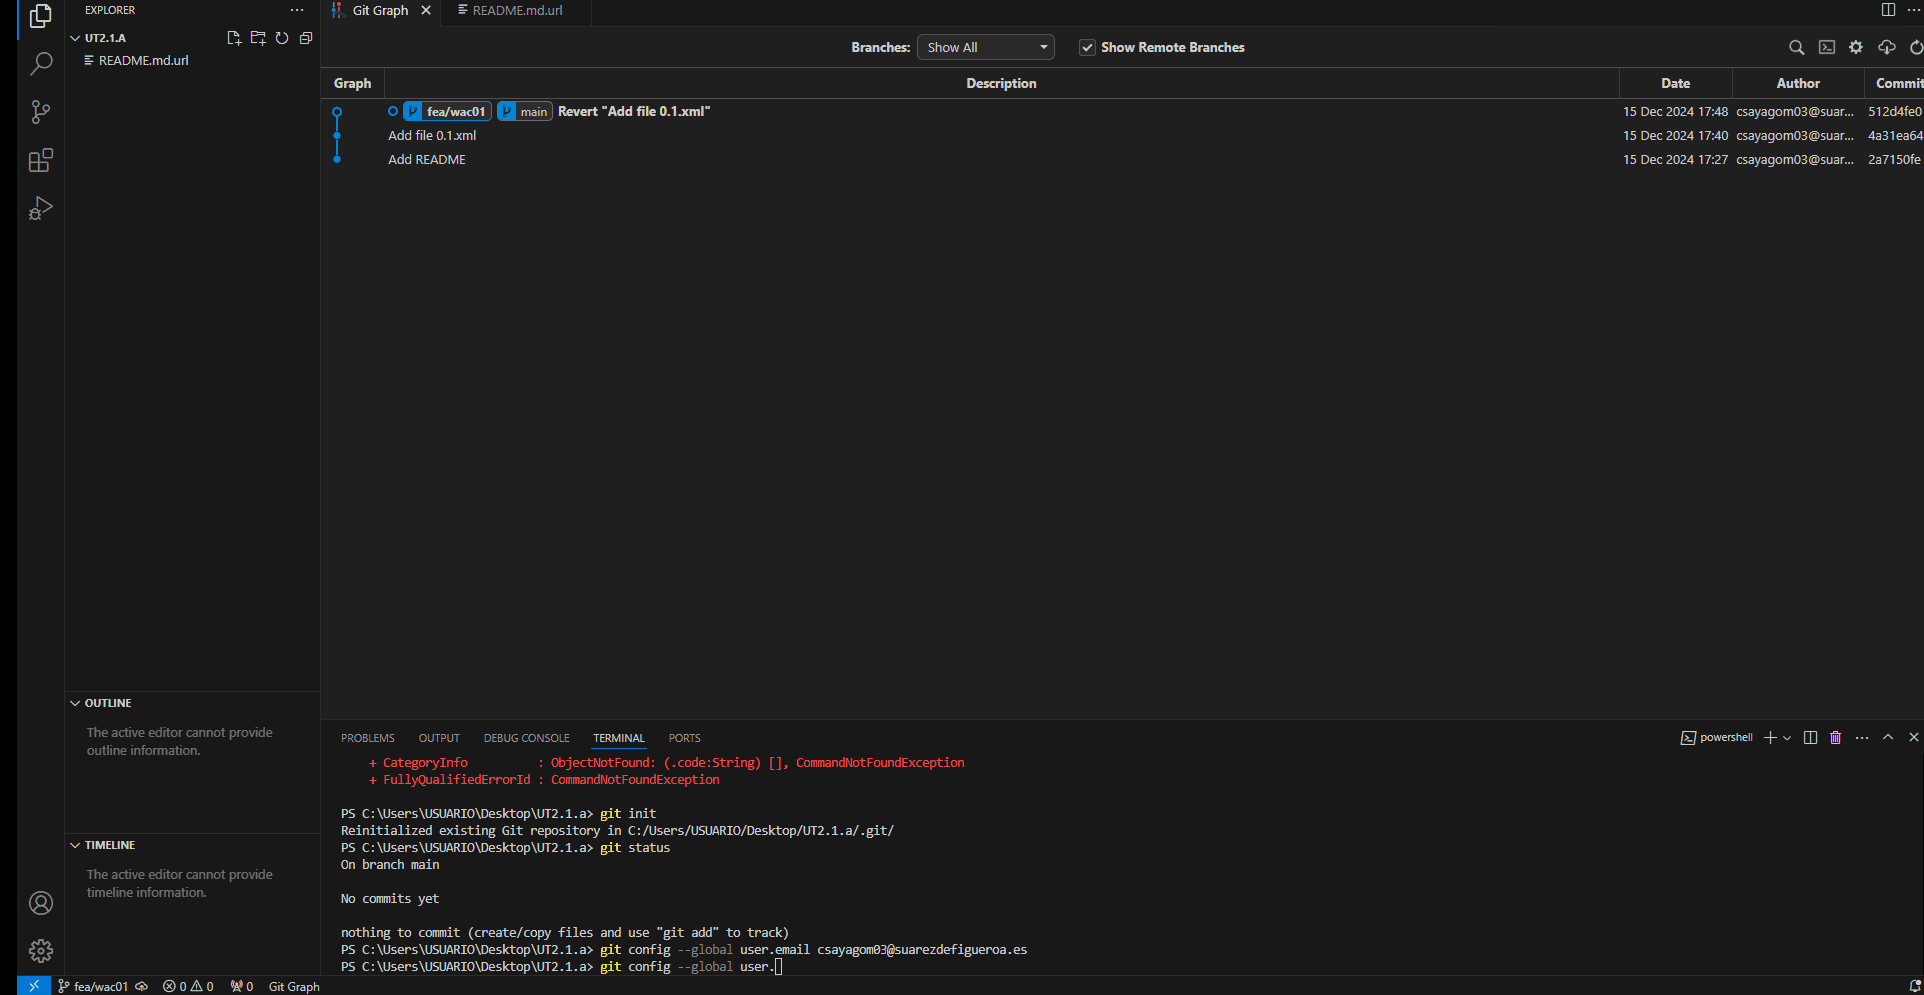 EXPLORER
Git Graph
README.md.url
UT2.1.A
README.md.url
Branches:
Show All
Show Remote Branches
Graph
Description
Date
Author
Commit
fea/wac01
main
Revert "Add file 0.1.xml"
15 Dec 2024 17:48
csayagom03@suar...
512d4fe0
Add file 0.1.xml
15 Dec 2024 17:40
csayagom03@suar...
4a31ea64
Add README
15 Dec 2024 17:27
csayagom03@suar...
2a7150fe
OUTLINE
The active editor cannot provide
outline information.
TIMELINE
The active editor cannot provide
timeline information.
PROBLEMS
OUTPUT
DEBUG CONSOLE
TERMINAL
PORTS
powershell
+ CategoryInfo          : ObjectNotFound: (.code:String) [], CommandNotFoundException
+ FullyQualifiedErrorId : CommandNotFoundException
PS C:\Users\USUARIO\Desktop\UT2.1.a> git init
Reinitialized existing Git repository in C:/Users/USUARIO/Desktop/UT2.1.a/.git/
PS C:\Users\USUARIO\Desktop\UT2.1.a> git status
On branch main
No commits yet
nothing to commit (create/copy files and use "git add" to track)
PS C:\Users\USUARIO\Desktop\UT2.1.a> git config --global user.email csayagom03@suarezdefigueroa.es
PS C:\Users\USUARIO\Desktop\UT2.1.a> git config --global user.
fea/wac01
0
0
0
Git Graph